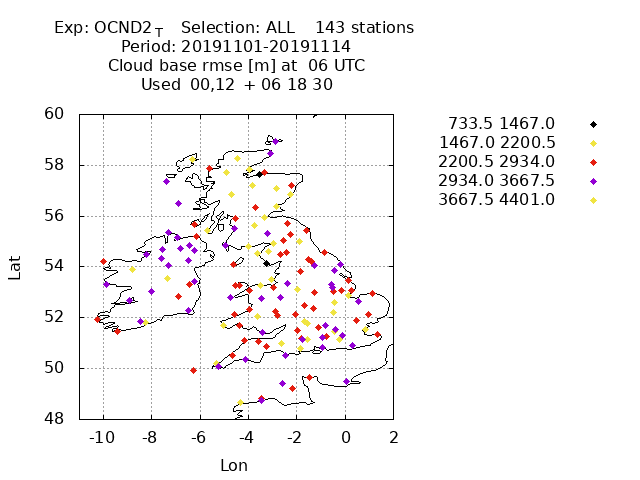 Exp: OCND2_T   Selection: ALL    143 stations
Period: 20191101-20191114
Cloud base rmse [m] at  06 UTC
Used  00,12  + 06 18 30
733.5 1467.0
1467.0 2200.5
2200.5 2934.0
2934.0 3667.5
3667.5 4401.0
60
58
56
54
52
50
48
Lat
-10 -8 -6 -4 -2 0 2
Lon